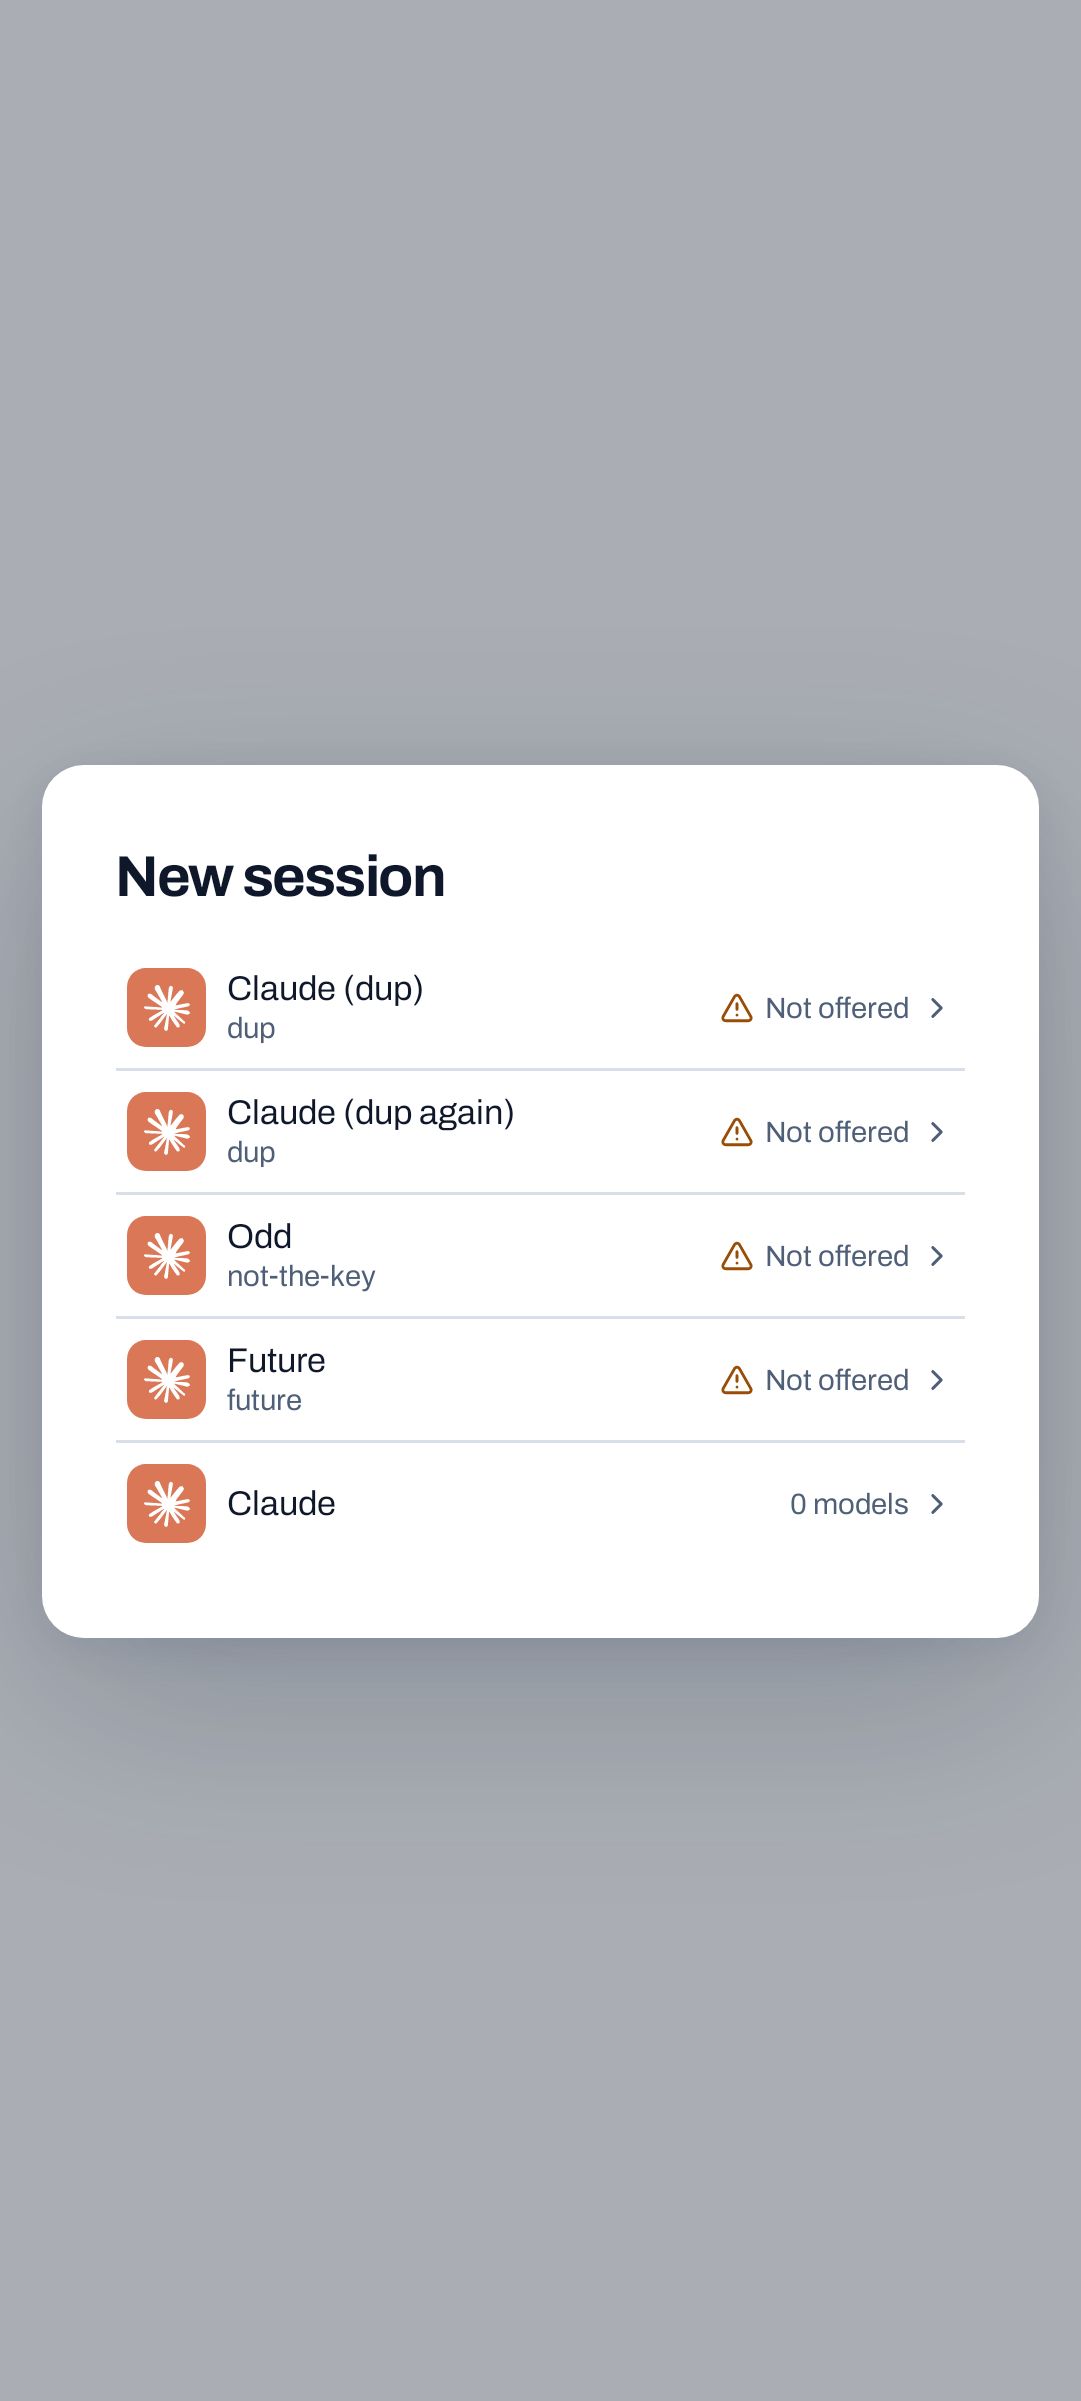 New session
Claude (dup)
dup
Not offered
Claude (dup again)
dup
Not offered
Odd
not-the-key
Not offered
Future
future
Not offered
Claude
0 models